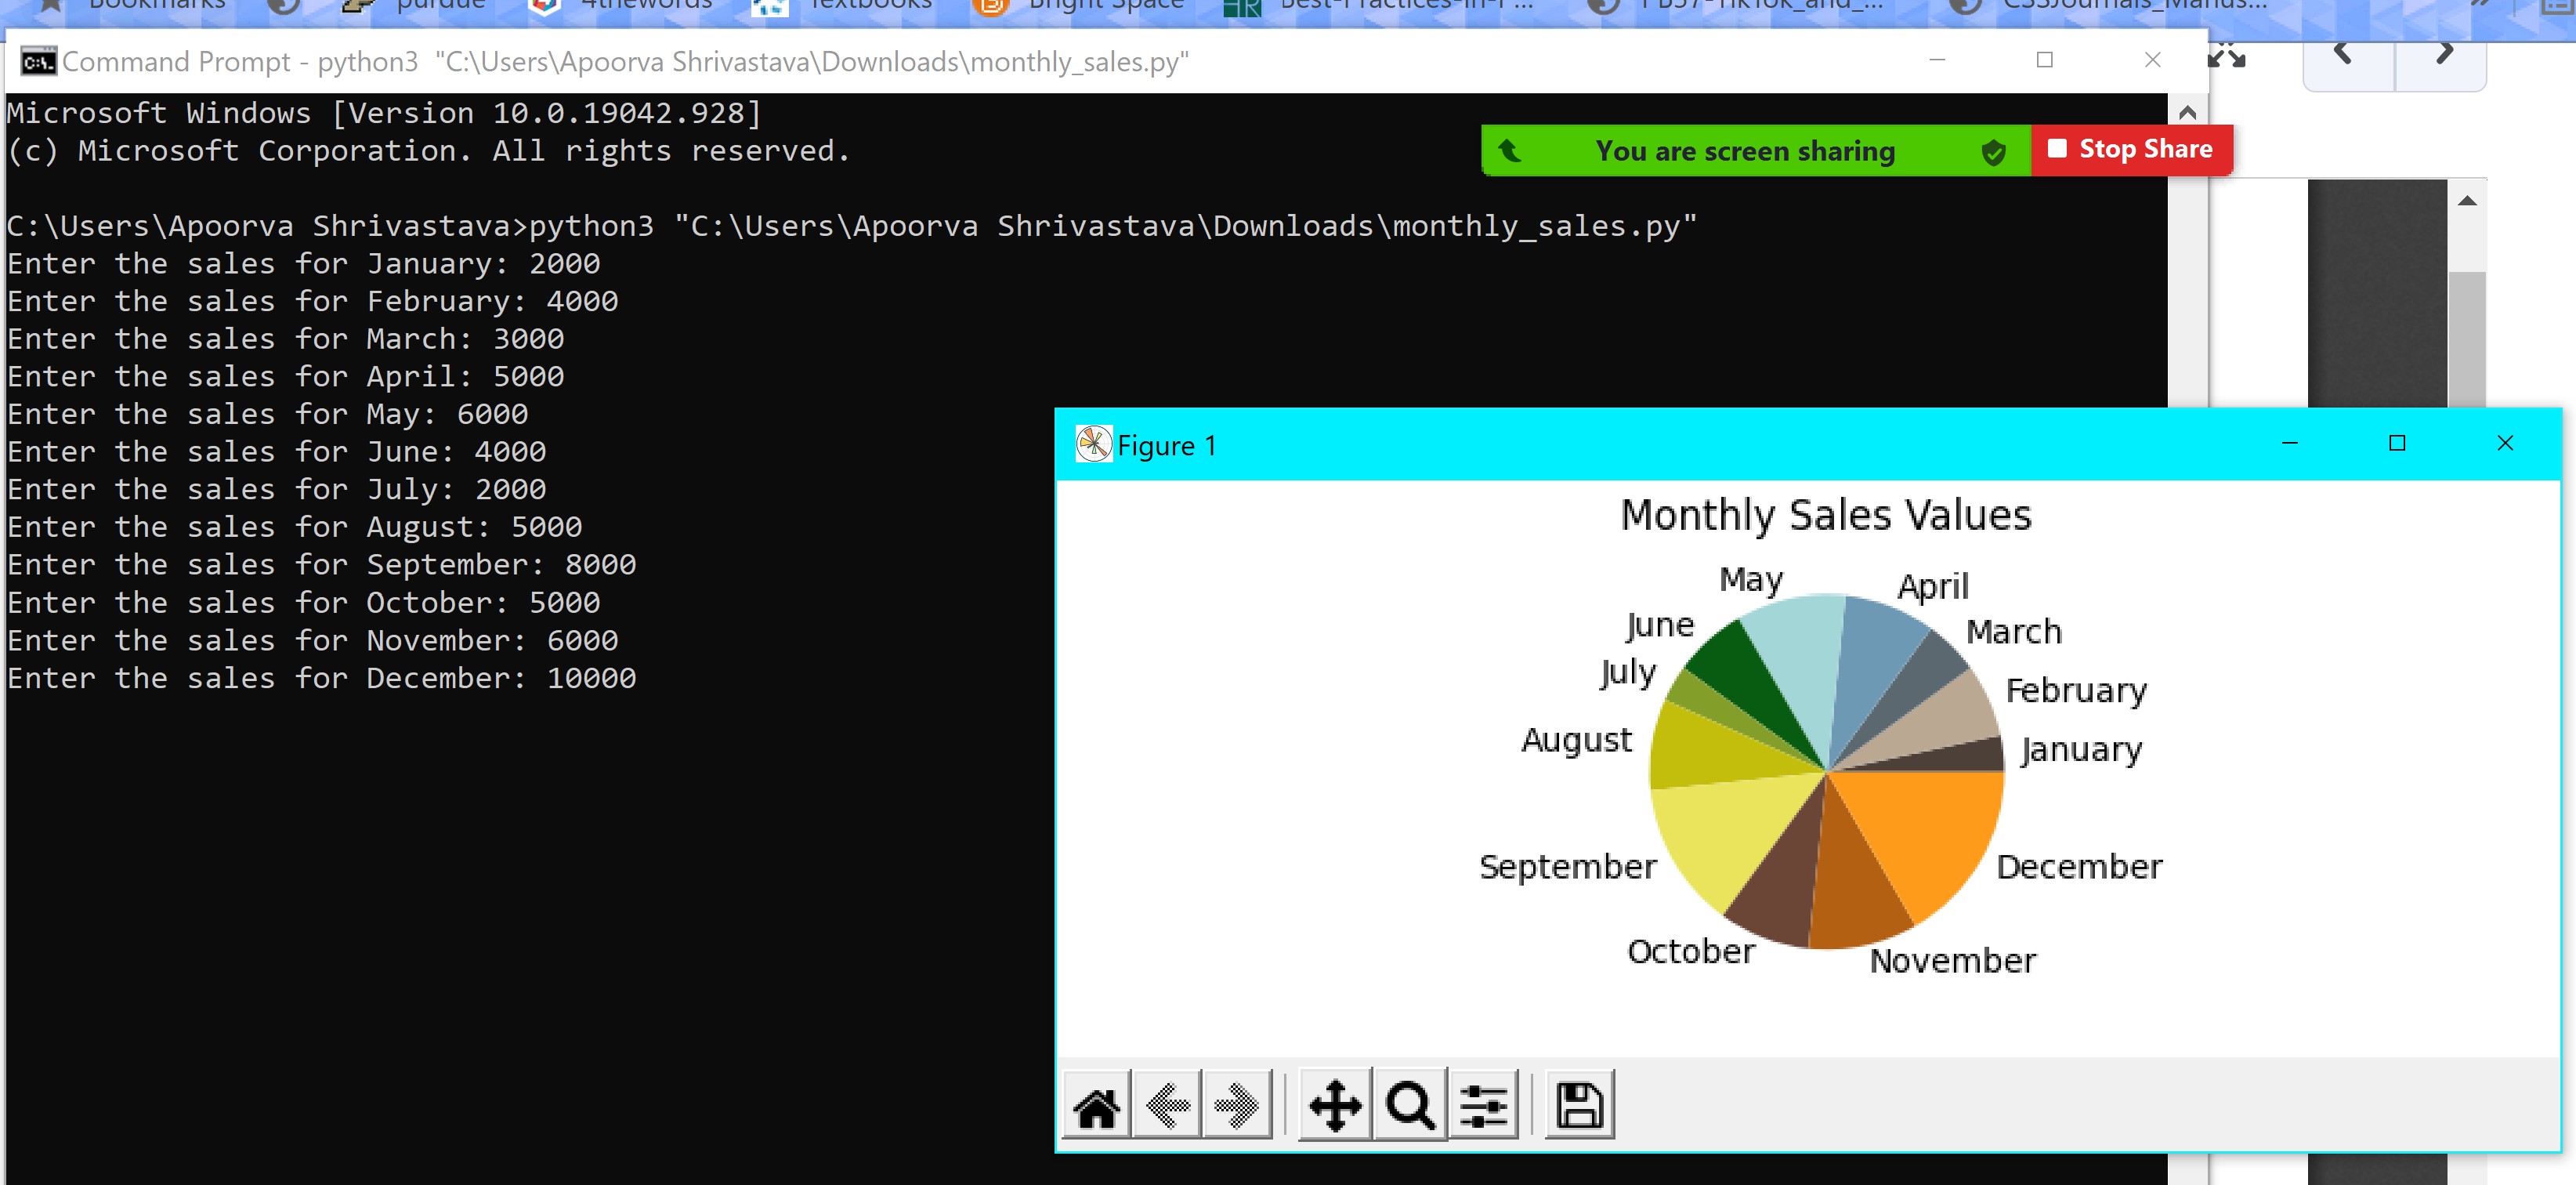 Bookmarks purdue 4thewords Textbooks Bright Space Best-Practices-in-P... PB57-TikTok_and_...
Command Prompt - python3 "C:\Users\Apoorva Shrivastava\Downloads\monthly_sales.py"
Microsoft Windows [Version 10.0.19042.928]
(c) Microsoft Corporation. All rights reserved.
You are screen sharing Stop Share
C:\Users\Apoorva Shrivastava>python3 "C:\Users\Apoorva Shrivastava\Downloads\monthly_sales.py"
Enter the sales for January: 2000
Enter the sales for February: 4000
Enter the sales for March: 3000
Enter the sales for April: 5000
Enter the sales for May: 6000
Enter the sales for June: 4000
Enter the sales for July: 2000
Enter the sales for August: 5000
Enter the sales for September: 8000
Enter the sales for October: 5000
Enter the sales for November: 6000
Enter the sales for December: 10000
Figure 1
Monthly Sales Values
May
April
June
March
July
February
August
January
September
December
October
November